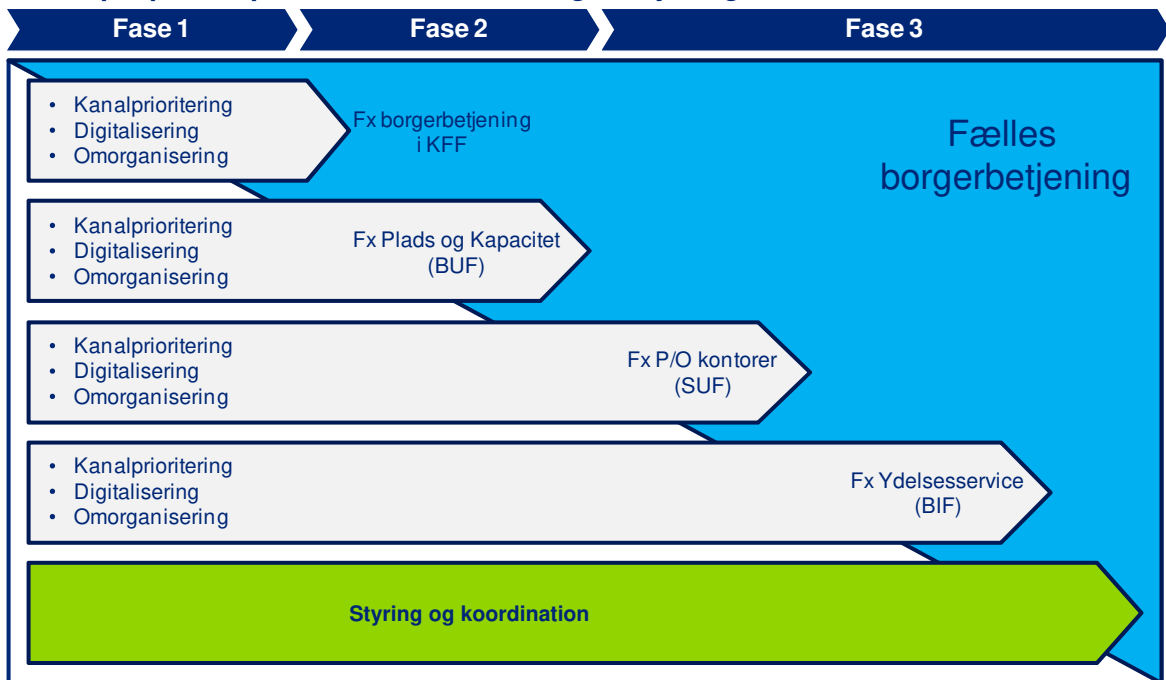 Fase 1
Fase 2
Fase 3
• Kanalprioritering
• Digitalisering
• Omorganisering
Fx borgerbetjening
i KFF
Fælles
borgerbetjening
• Kanalprioritering
• Digitalisering
• Omorganisering
Fx Plads og Kapacitet
(BUF)
• Kanalprioritering
• Digitalisering
• Omorganisering
Fx P/O kontorer
(SUF)
• Kanalprioritering
• Digitalisering
• Omorganisering
Fx Ydelsesservice
(BIF)
Styring og koordination